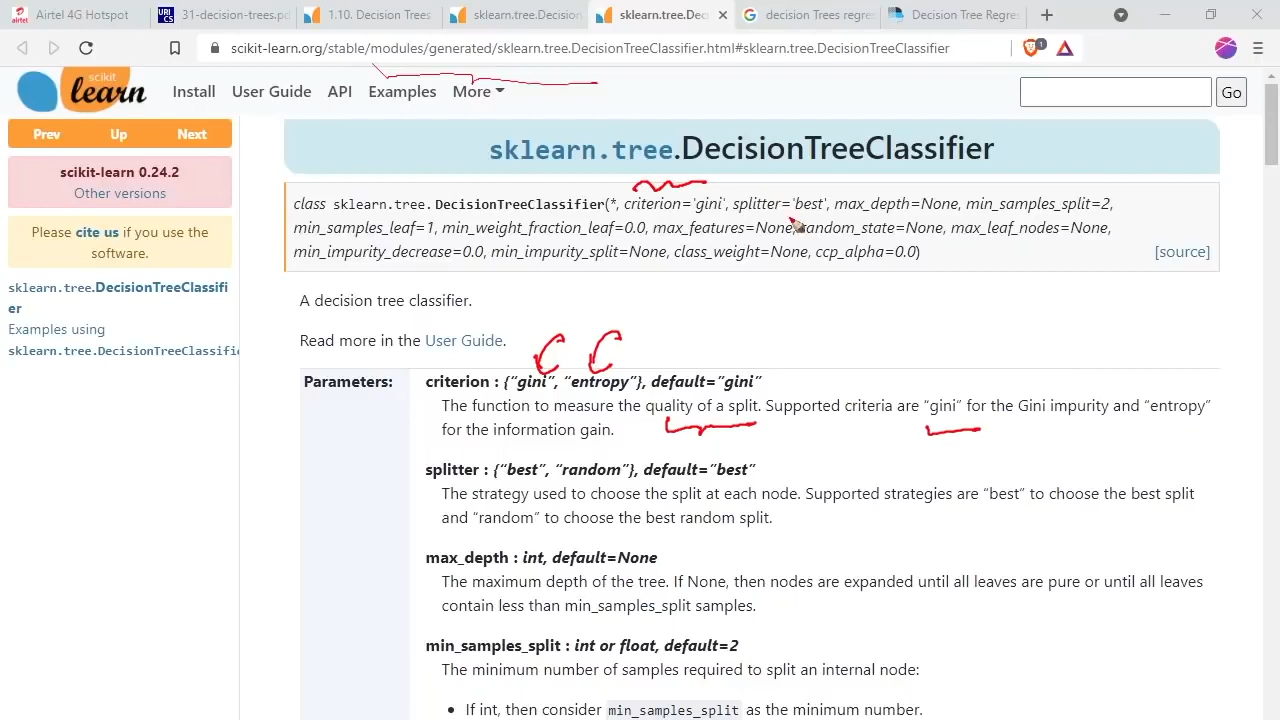 Airtel 4G Hotspot
URI CS
31-decision-trees.pd
1.10. Decision Trees
sklearn.tree.Decision
sklearn.tree.Dec
decision Trees regre
Decision Tree Regres
scikit-learn.org/stable/modules/generated/sklearn.tree.DecisionTreeClassifier.html#sklearn.tree.DecisionTreeClassifier
1
scikit
learn
Install
User Guide
API
Examples
More
Go
Prev
Up
Next
scikit-learn 0.24.2
Other versions
Please cite us if you use the
software.
sklearn.tree.DecisionTreeClassifi
er
Examples using
sklearn.tree.DecisionTreeClassifie
sklearn.tree.DecisionTreeClassifier
class sklearn.tree.DecisionTreeClassifier(*, criterion='gini', splitter='best', max_depth=None, min_samples_split=2,
min_samples_leaf=1, min_weight_fraction_leaf=0.0, max_features=None, random_state=None, max_leaf_nodes=None,
min_impurity_decrease=0.0, min_impurity_split=None, class_weight=None, ccp_alpha=0.0)
[source]
A decision tree classifier.
Read more in the User Guide.
Parameters:
criterion : {“gini”, “entropy”}, default=”gini”
The function to measure the quality of a split. Supported criteria are “gini” for the Gini impurity and “entropy”
for the information gain.
splitter : {“best”, “random”}, default=”best”
The strategy used to choose the split at each node. Supported strategies are “best” to choose the best split
and “random” to choose the best random split.
max_depth : int, default=None
The maximum depth of the tree. If None, then nodes are expanded until all leaves are pure or until all leaves
contain less than min_samples_split samples.
min_samples_split : int or float, default=2
The minimum number of samples required to split an internal node:
• If int, then consider min_samples_split as the minimum number.